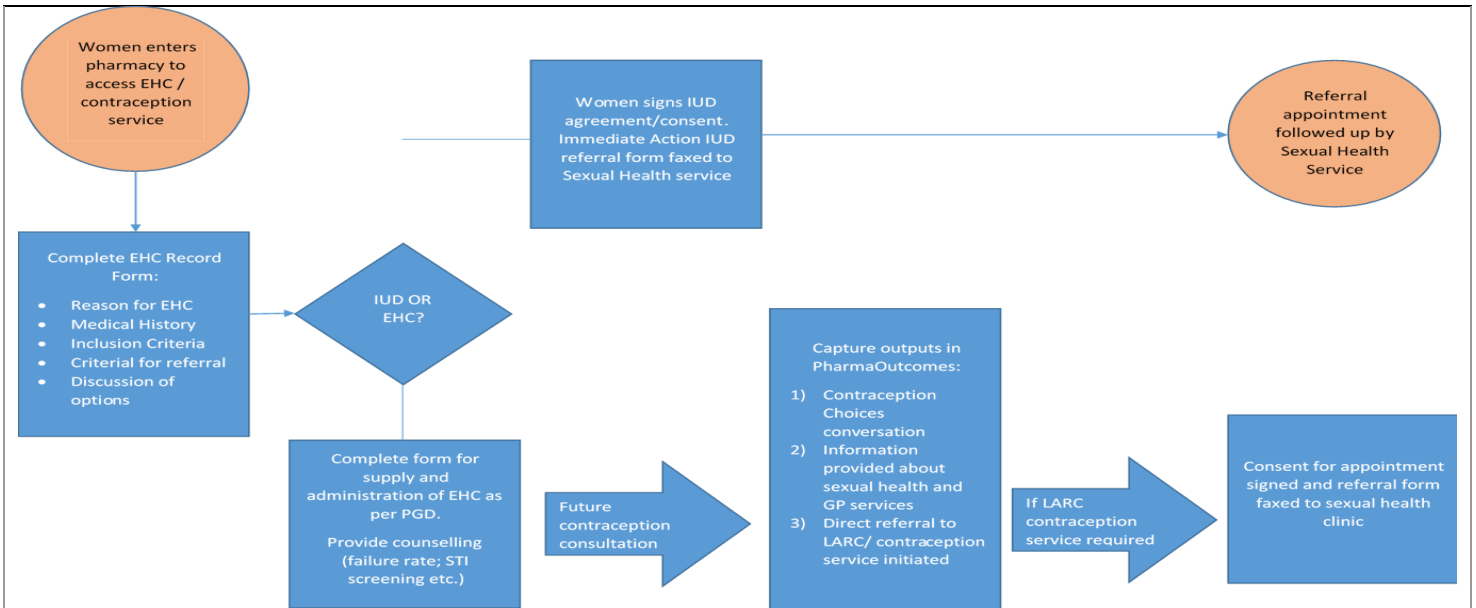 Women enters
pharmacy to
access EHC /
contraception
service
Women signs IUD
agreement/consent.
Immediate Action IUD
referral form faxed to
Sexual Health service
Referral
appointment
followed up by
Sexual Health
Service
Complete EHC Record
Form:
• Reason for EHC
• Medical History
• Inclusion Criteria
• Criterial for referral
• Discussion of
options
IUD OR
EHC?
Complete form for
supply and
administration of EHC as
per PGD.
Provide counselling
(failure rate; STI
screening etc.)
Future
contraception
consultation
Capture outputs in
PharmaOutcomes:
1) Contraception
Choices
conversation
2) Information
provided about
sexual health and
GP services
3) Direct referral to
LARC/ contraception
service initiated
If LARC
contraception
service required
Consent for appointment
signed and referral form
faxed to sexual health
clinic